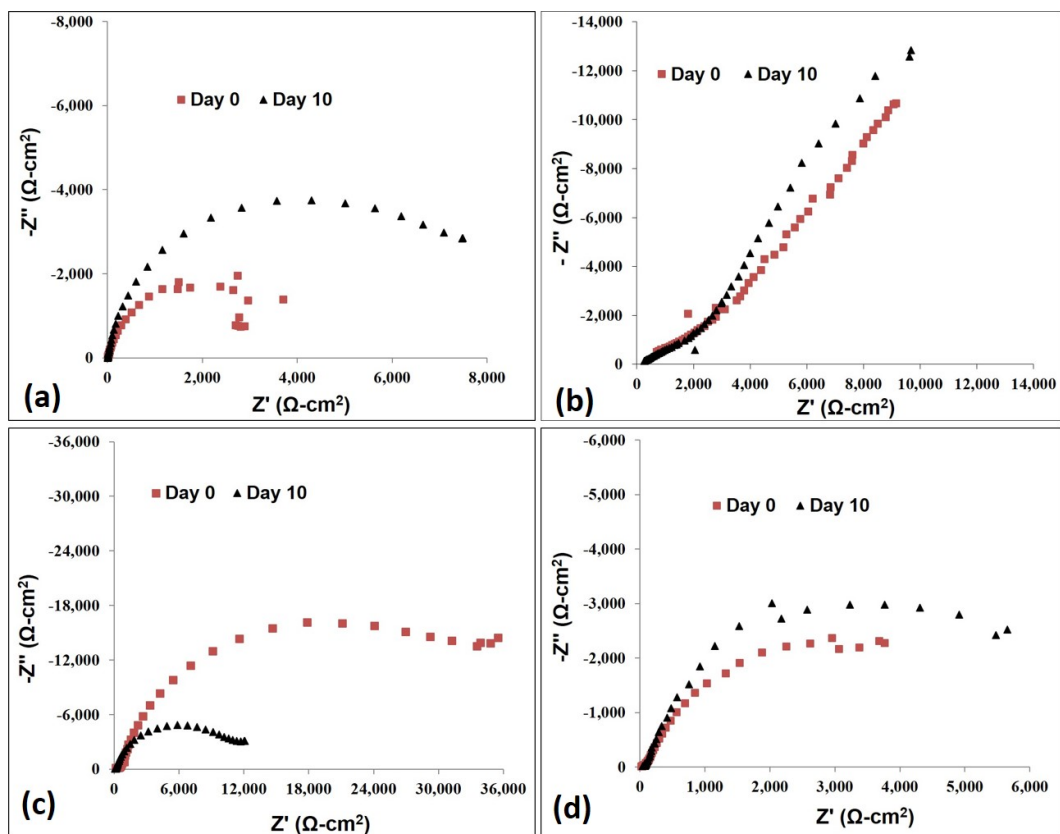 -8,000
-6,000
-4,000
-2,000
0
-Z'' (Ω-cm²)
Day 0 Day 10
0 2,000 4,000 6,000 8,000
Z' (Ω-cm²)
(a)
-14,000
-12,000
-10,000
-8,000
-6,000
-4,000
-2,000
0
- Z'' (Ω-cm²)
Day 0 Day 10
0 2,000 4,000 6,000 8,000 10,000 12,000 14,000
Z' (Ω-cm²)
(b)
-36,000
-30,000
-24,000
-18,000
-12,000
-6,000
0
-Z'' (Ω-cm²)
Day 0 Day 10
0 6,000 12,000 18,000 24,000 30,000 36,000
Z' (Ω-cm²)
(c)
-6,000
-5,000
-4,000
-3,000
-2,000
-1,000
0
-Z'' (Ω-cm²)
Day 0 Day 10
0 1,000 2,000 3,000 4,000 5,000 6,000
Z' (Ω-cm²)
(d)